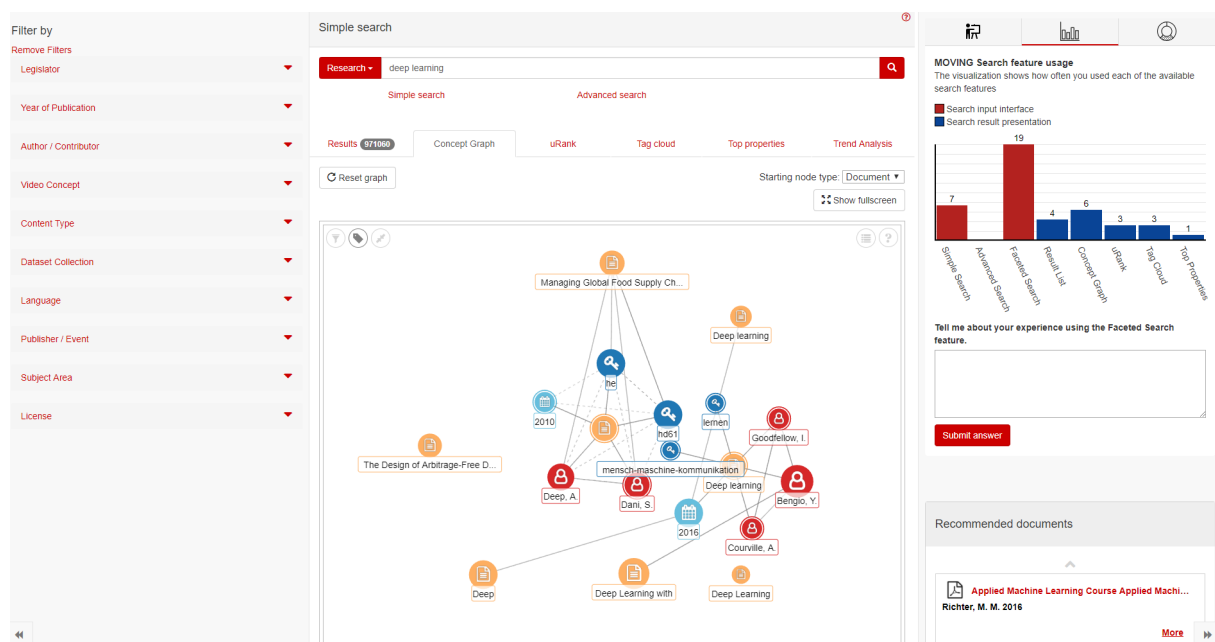 Filter by
Remove Filters
Legislator
Year of Publication
Author / Contributor
Video Concept
Content Type
Dataset Collection
Language
Publisher / Event
Subject Area
License
Simple search
Research
deep learning
Simple search
Advanced search
Results 971060
Concept Graph
uRank
Tag cloud
Top properties
Trend Analysis
Reset graph
Starting node type: Document
Show fullscreen
Managing Global Food Supply Ch...
Deep learning
he
2010
hd61
lernen
Goodfellow, I.
The Design of Arbitrage-Free D...
mensch-maschine-kommunikation
Deep learning
Deep, A.
Dani, S.
Bengio, Y.
2016
Courville, A.
Deep
Deep Learning with
Deep Learning
MOVING Search feature usage
The visualization shows how often you used each of the available
search features
Search input interface
Search result presentation
19
7
4
6
3
3
1
Simple Search
Advanced Search
Faceted Search
Result List
Concept Graph
uRank
Tag Cloud
Top Properties
Tell me about your experience using the Faceted Search
feature.
Submit answer
Recommended documents
Applied Machine Learning Course Applied Machi...
Richter, M. M. 2016
More